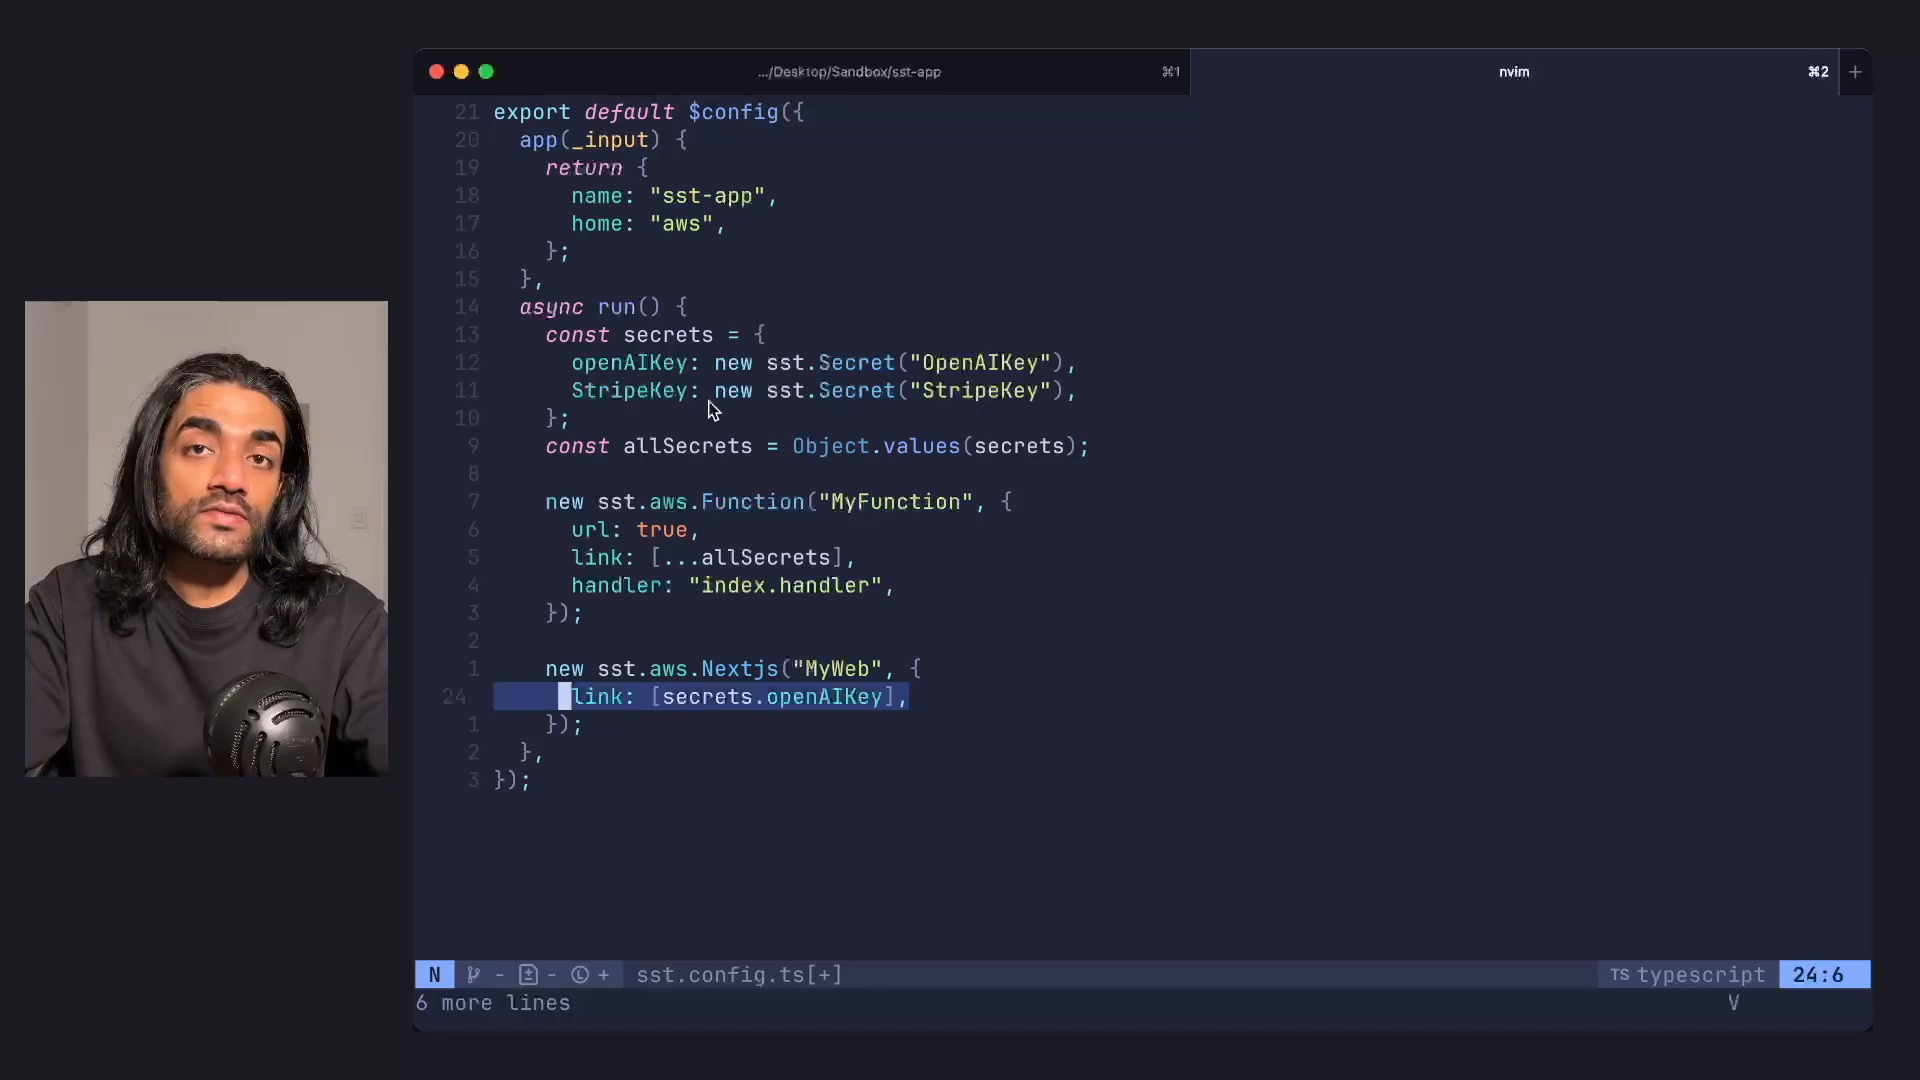 .../Desktop/Sandbox/sst-app ⌘1 nvim ⌘2 +
21 export default $config({
20 app(_input) {
19 return {
18 name: "sst-app",
17 home: "aws",
16 };
15 },
14 async run() {
13 const secrets = {
12 openAIKey: new sst.Secret("OpenAIKey"),
11 StripeKey: new sst.Secret("StripeKey"),
10 };
9 const allSecrets = Object.values(secrets);
8
7 new sst.aws.Function("MyFunction", {
6 url: true,
5 link: [...allSecrets],
4 handler: "index.handler",
3 });
2
1 new sst.aws.Nextjs("MyWeb", {
24 link: [secrets.openAIKey],
1 });
2 },
3 });
N - - + sst.config.ts[+] TS typescript 24:6
6 more lines V